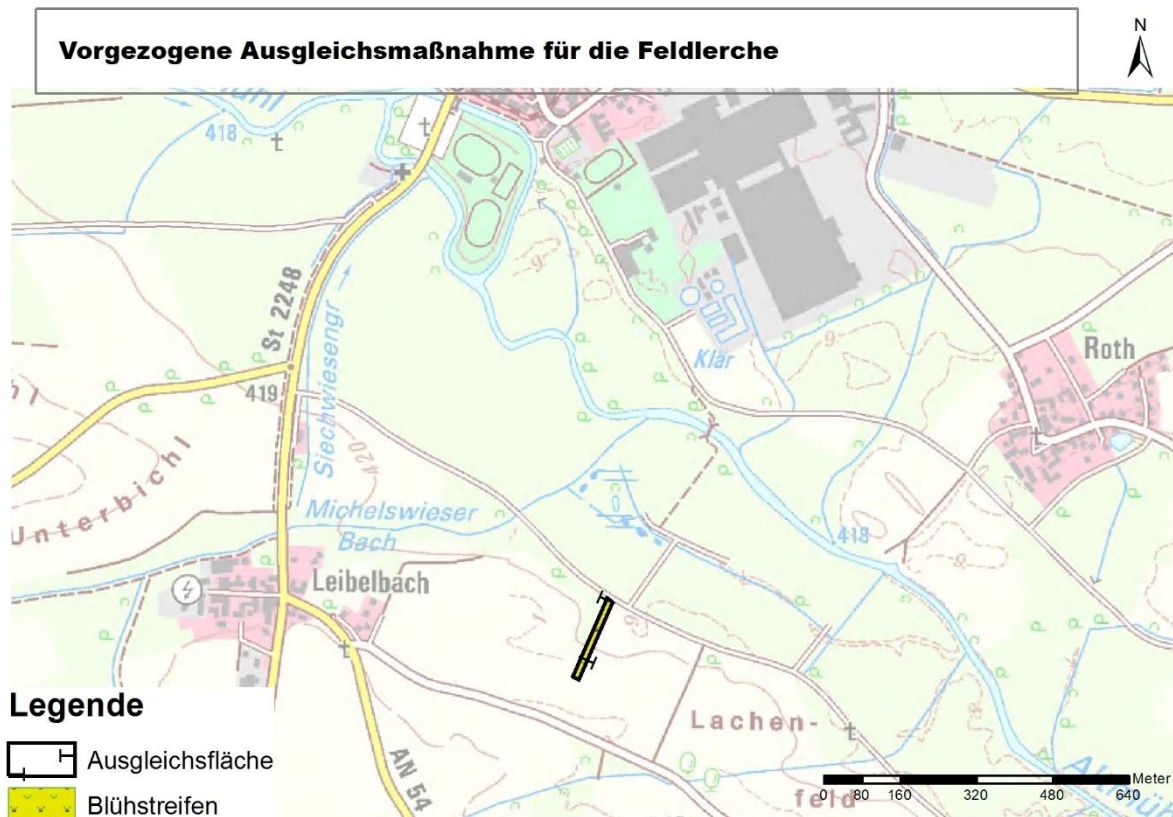 Vorgezogene Ausgleichsmaßnahme für die Feldlerche
N
418
St 2248
Siechwiesengr
419
420
Unterbichl
Michelswieser
Bach
Leibelbach
Klär
Roth
418
Lachen-
feld
AN 54
Legende
Ausgleichsfläche
Blühstreifen
Meter
0 80 160 320 480 640